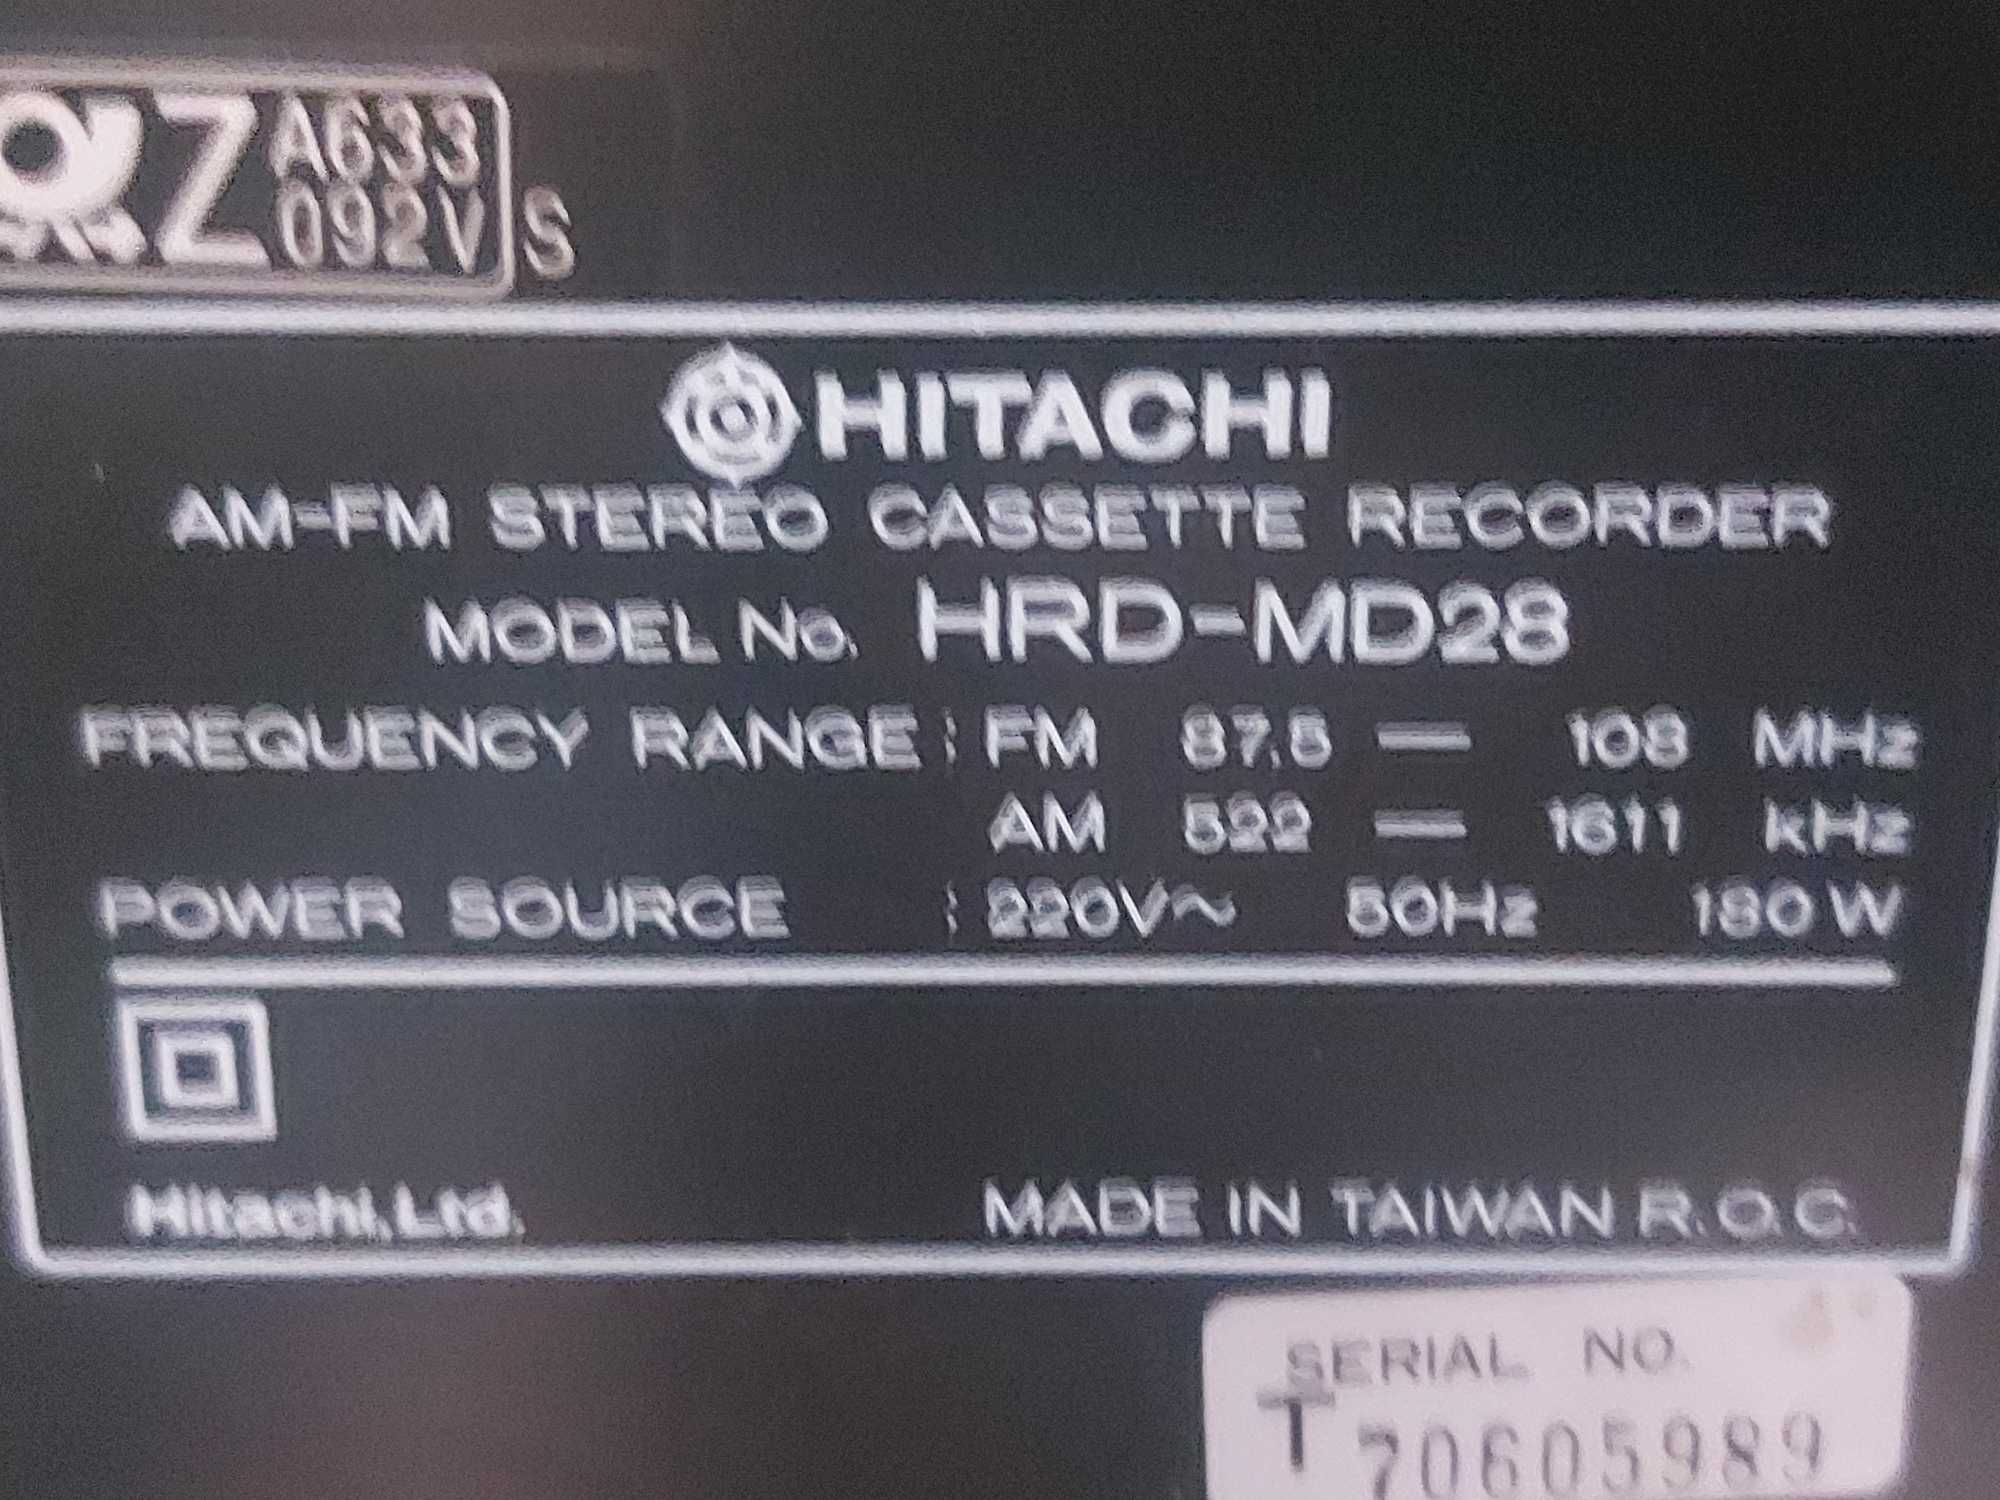 Z A633
092V S
HITACHI
AM-FM STEREO CASSETTE RECORDER
MODEL No. HRD-MD28
FREQUENCY RANGE : FM 87.5 — 108 MHz
AM 522 — 1611 kHz
POWER SOURCE : 220V~ 50Hz 180 W
Hitachi, Ltd.
MADE IN TAIWAN R.O.C.
SERIAL NO.
T 70605989